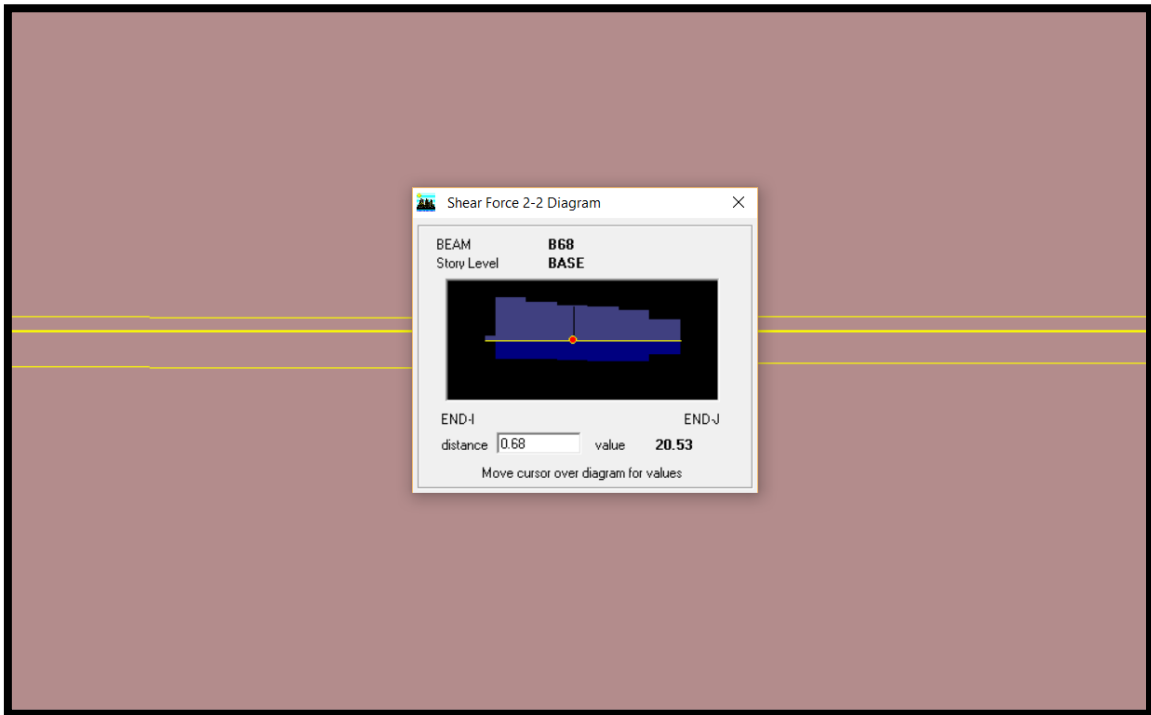 Shear Force 2-2 Diagram
BEAM B68
Story Level BASE
END-I END-J
distance 0.68 value 20.53
Move cursor over diagram for values